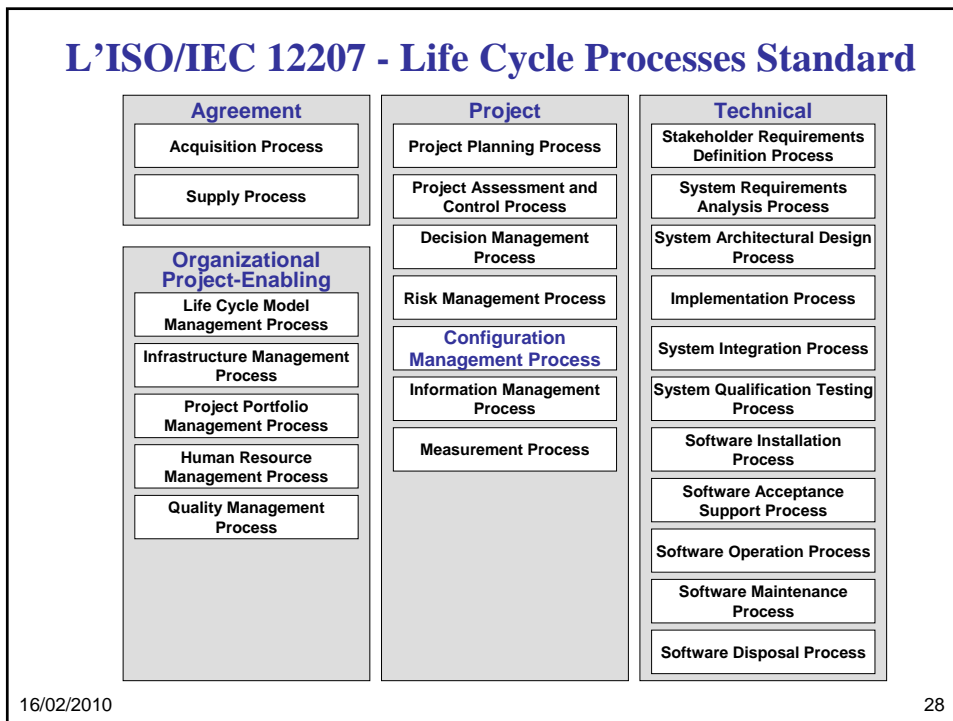 L'ISO/IEC 12207 - Life Cycle Processes Standard
Agreement
Acquisition Process
Supply Process
Organizational
Project-Enabling
Life Cycle Model
Management Process
Infrastructure Management
Process
Project Portfolio
Management Process
Human Resource
Management Process
Quality Management
Process
Project
Project Planning Process
Project Assessment and
Control Process
Decision Management
Process
Risk Management Process
Configuration
Management Process
Information Management
Process
Measurement Process
Technical
Stakeholder Requirements
Definition Process
System Requirements
Analysis Process
System Architectural Design
Process
Implementation Process
System Integration Process
System Qualification Testing
Process
Software Installation
Process
Software Acceptance
Support Process
Software Operation Process
Software Maintenance
Process
Software Disposal Process
16/02/2010
28